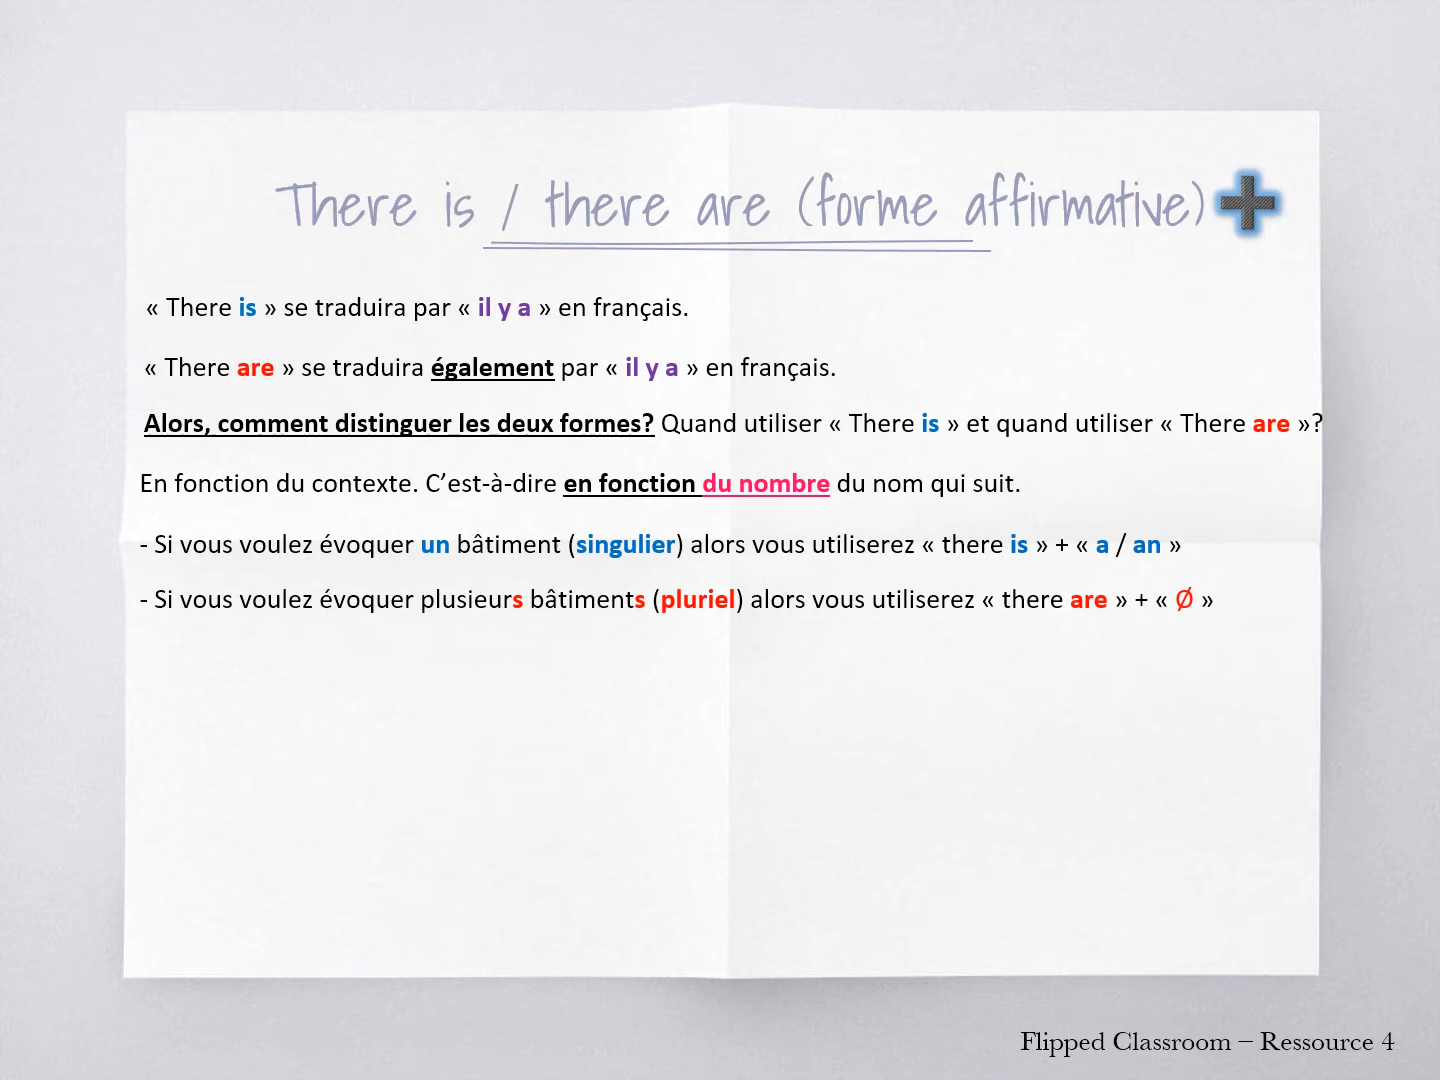 There is / there are (forme affirmative)
« There is » se traduira par « il y a » en français.
« There are » se traduira également par « il y a » en français.
Alors, comment distinguer les deux formes? Quand utiliser « There is » et quand utiliser « There are »?
En fonction du contexte. C’est-à-dire en fonction du nombre du nom qui suit.
- Si vous voulez évoquer un bâtiment (singulier) alors vous utiliserez « there is » + « a / an »
- Si vous voulez évoquer plusieurs bâtiments (pluriel) alors vous utiliserez « there are » + « Ø »
Flipped Classroom – Ressource 4